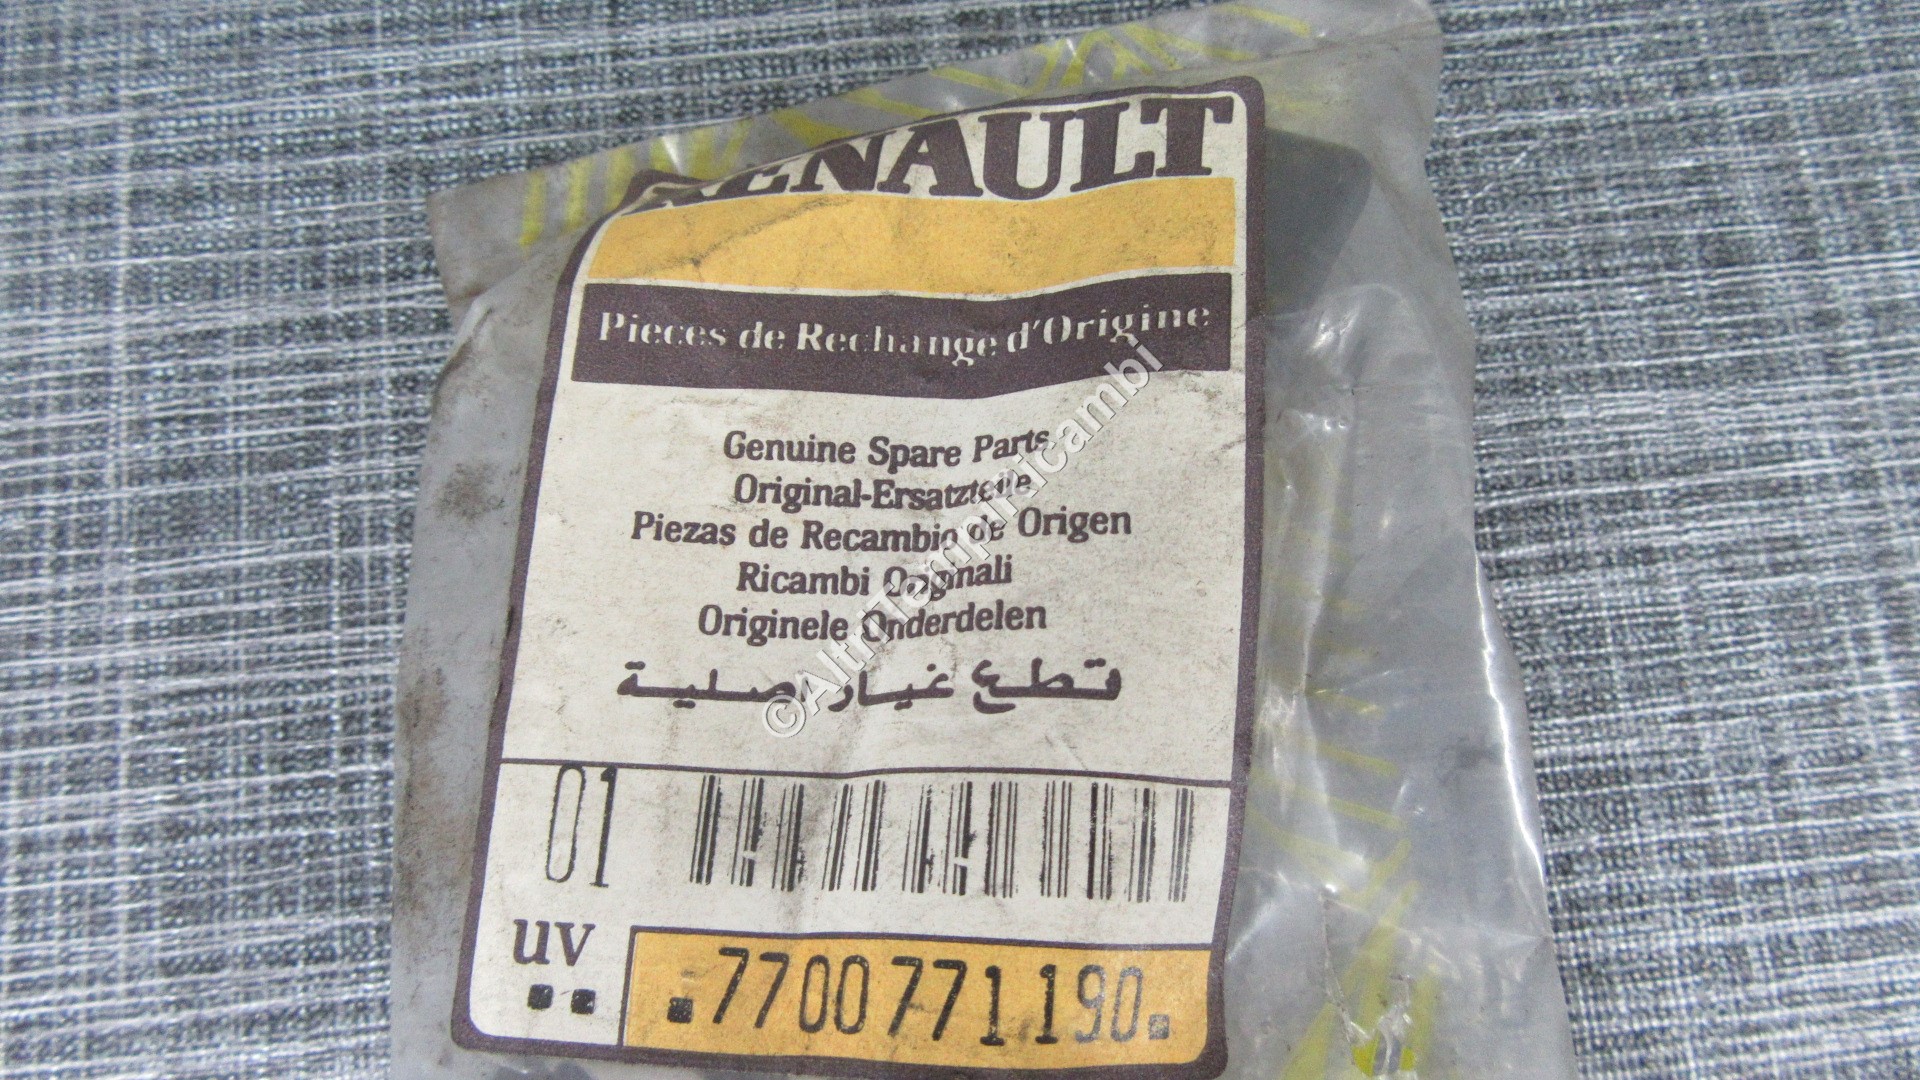 RENAULT
Pieces de Rechange d'Origine
Genuine Spare Parts
Original-Ersatzteile
Piezas de Recambio de Origen
Ricambi Originali
Originele Onderdelen
قطع غيار أصلية
01
uv
.7700771190.
©AltriTempiRicambi